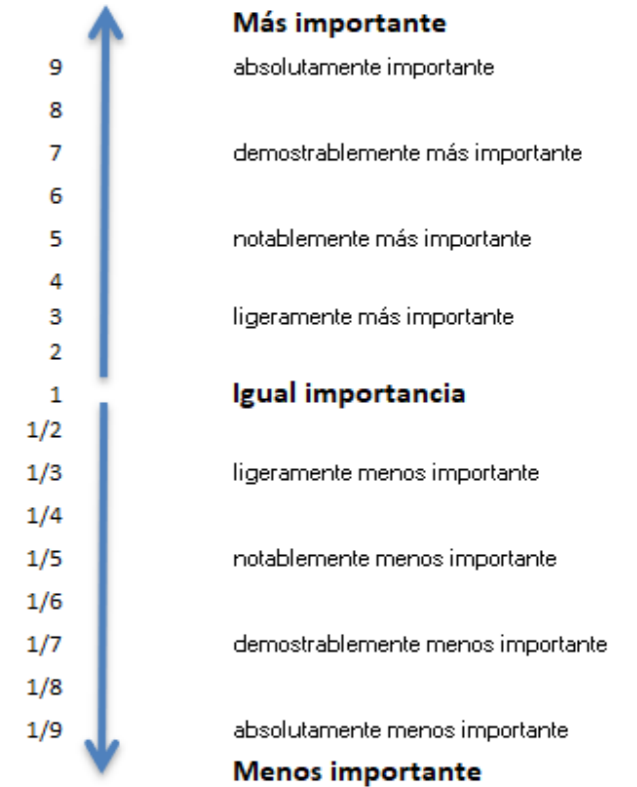 Más importante
9 absolutamente importante
8
7 demostrablemente más importante
6
5 notablemente más importante
4
3 ligeramente más importante
2
1 Igual importancia
1/2
1/3 ligeramente menos importante
1/4
1/5 notablemente menos importante
1/6
1/7 demostrablemente menos importante
1/8
1/9 absolutamente menos importante
Menos importante